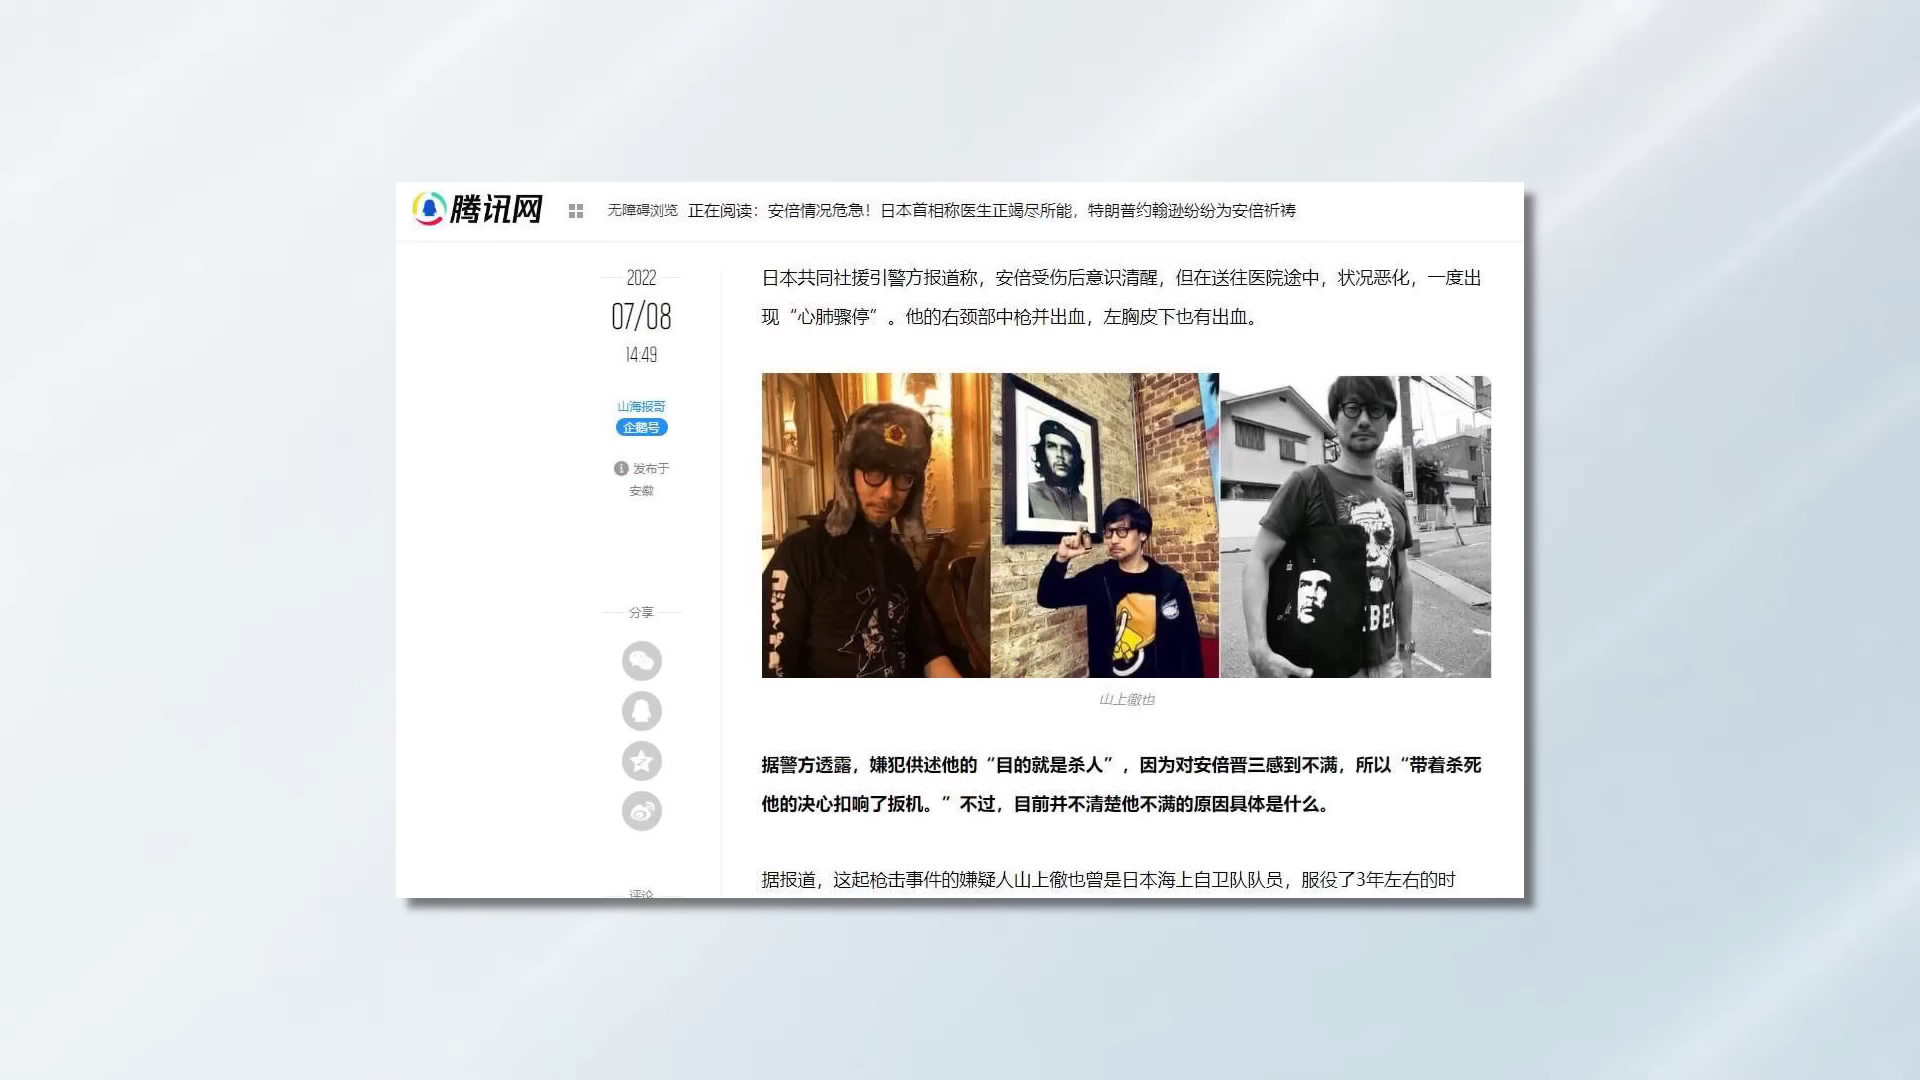 腾讯网
无障碍浏览 正在阅读：安倍情况危急！日本首相称医生正竭尽所能，特朗普约翰逊纷纷为安倍祈祷
2022
07/08
14:49
山海报哥
企鹅号
发布于
安徽
分享
评论
日本共同社援引警方报道称，安倍受伤后意识清醒，但在送往医院途中，状况恶化，一度出
现“心肺骤停”。他的右颈部中枪并出血，左胸皮下也有出血。
山上徹也
据警方透露，嫌犯供述他的“目的就是杀人”，因为对安倍晋三感到不满，所以“带着杀死
他的决心扣响了扳机。”不过，目前并不清楚他不满的原因具体是什么。
据报道，这起枪击事件的嫌疑人山上徹也曾是日本海上自卫队队员，服役了3年左右的时